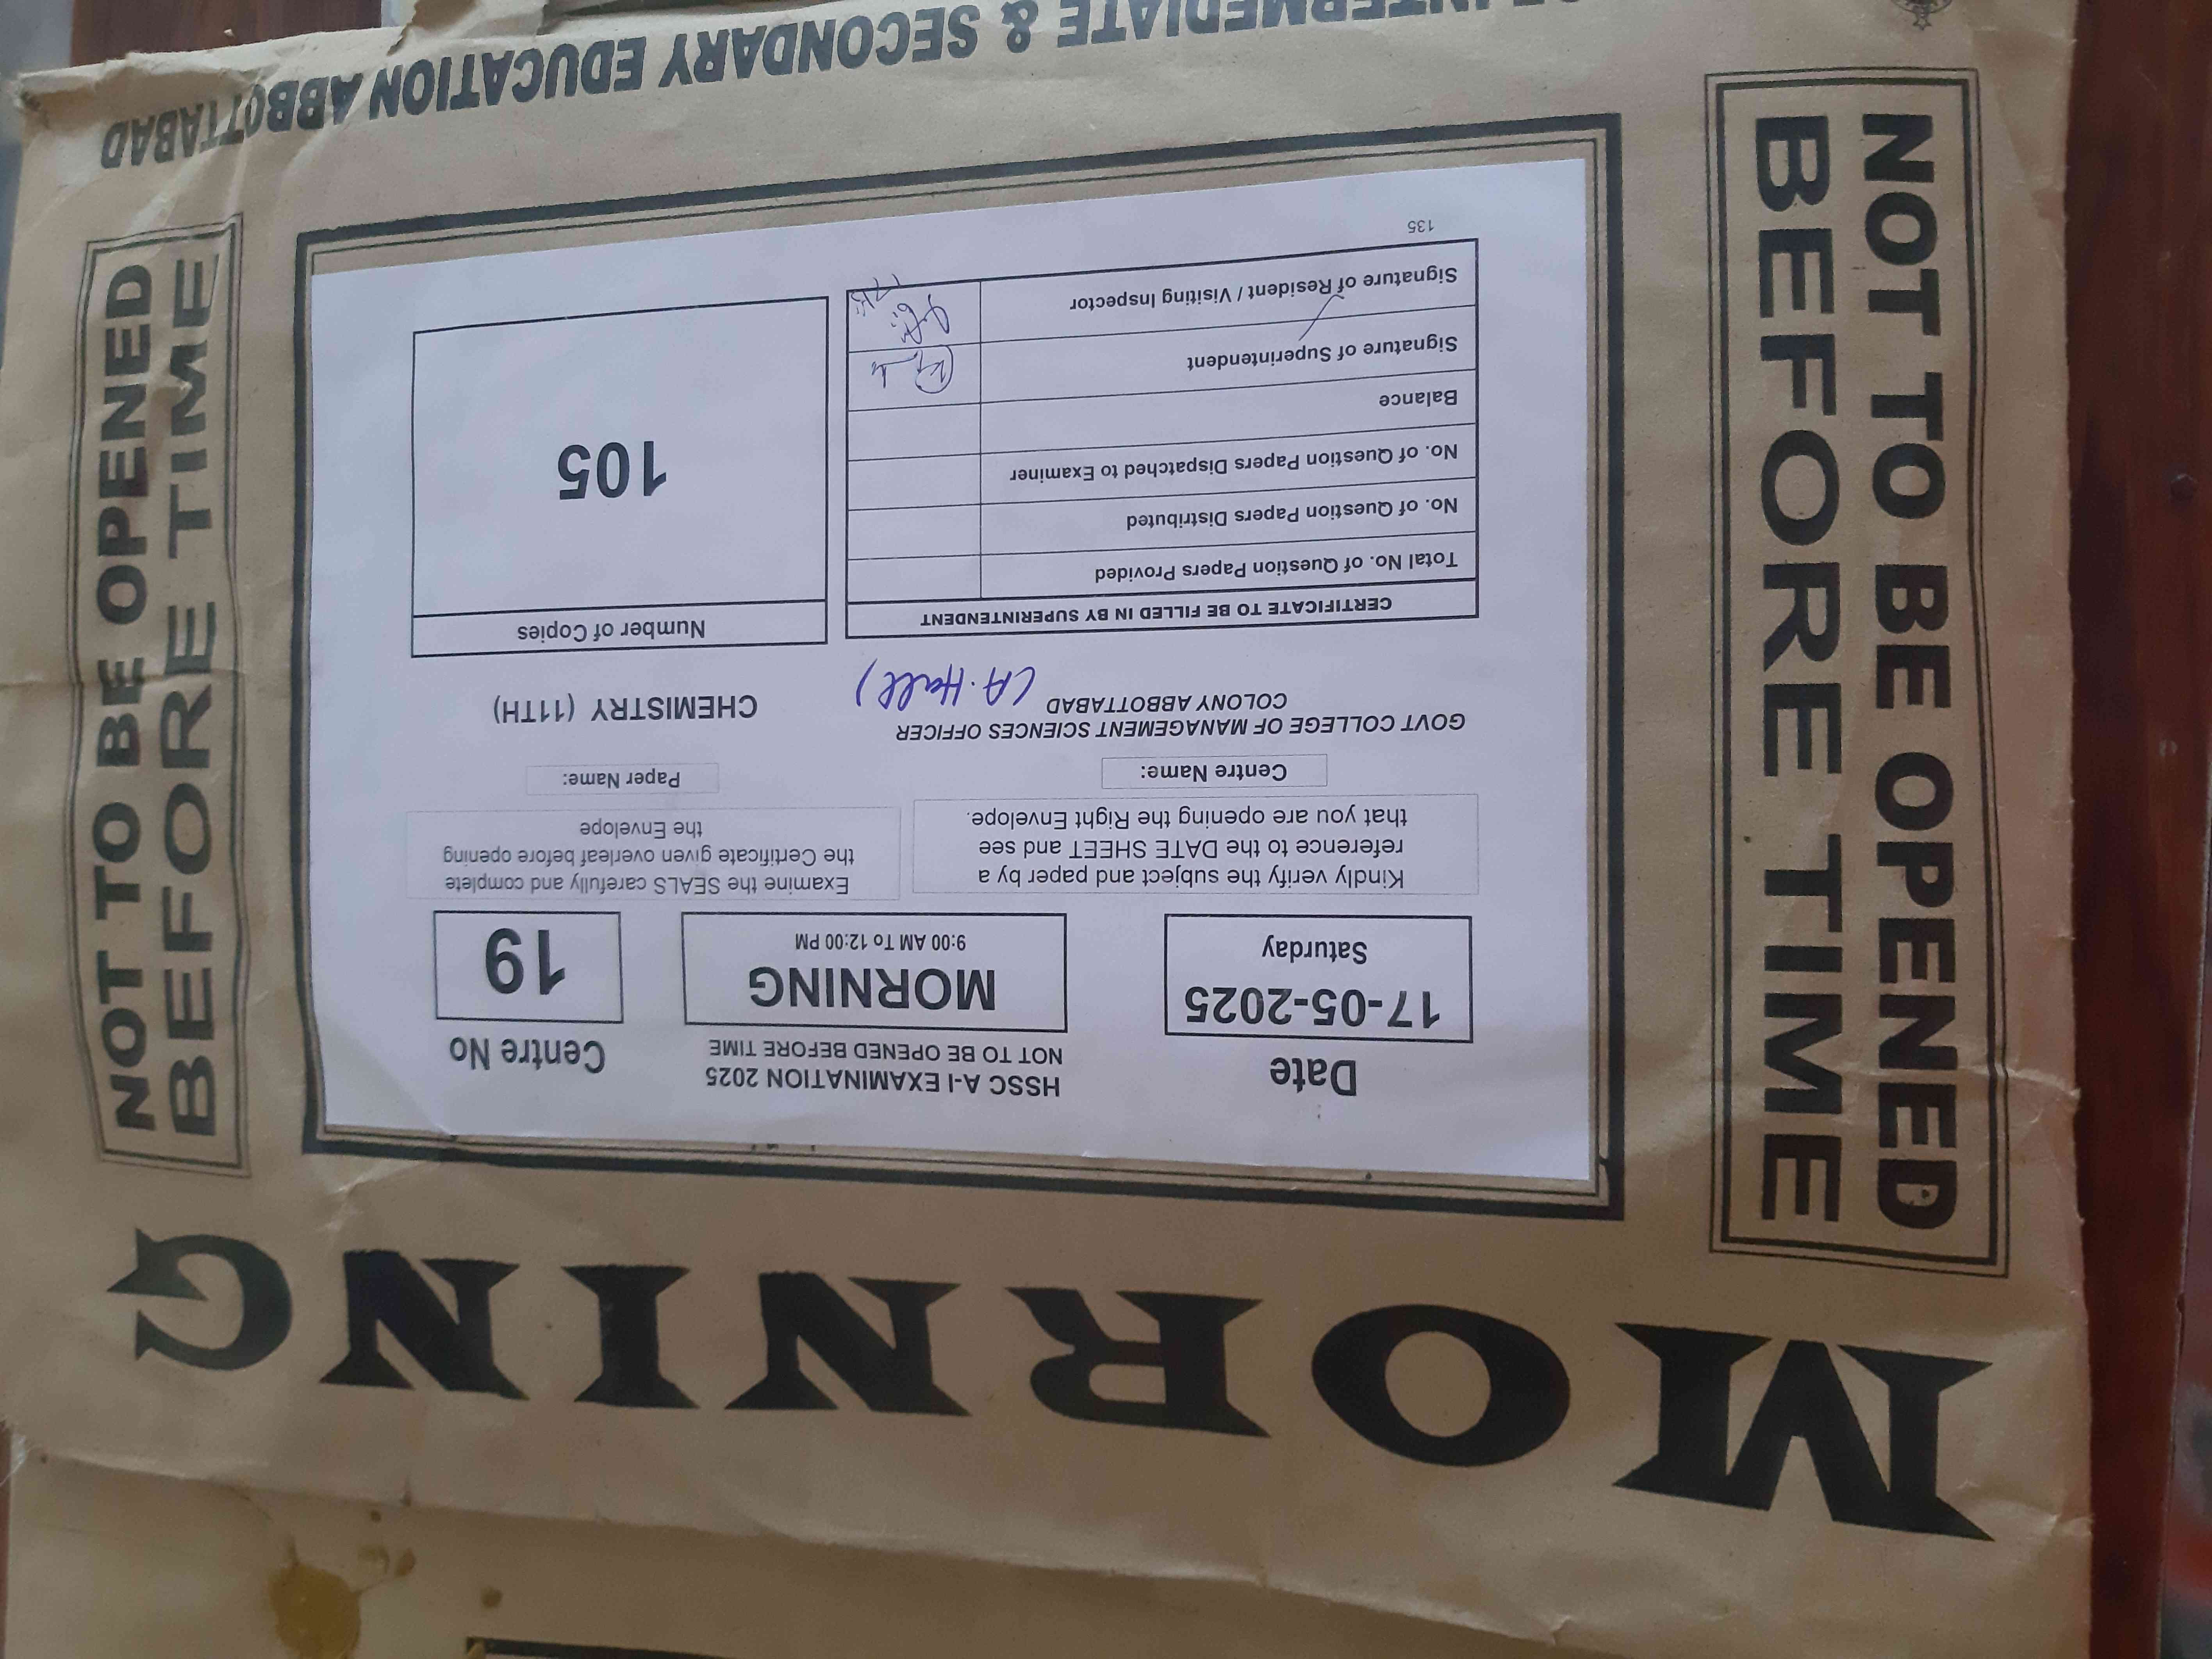 MORNING
NOT TO BE OPENED
BEFORE TIME
Date
17-05-2025
Saturday
HSSC A-I EXAMINATION 2025
NOT TO BE OPENED BEFORE TIME
MORNING
9:00 AM To 12:00 PM
Centre No
19
Kindly verify the subject and paper by a
reference to the DATE SHEET and see
that you are opening the Right Envelope.
Examine the SEALS carefully and complete
the Certificate given overleaf before opening
the Envelope
Centre Name:
GOVT COLLEGE OF MANAGEMENT SCIENCES OFFICER
COLONY ABBOTTABAD (A.Hall)
Paper Name:
CHEMISTRY (11TH)
CERTIFICATE TO BE FILLED IN BY SUPERINTENDENT
Total No. of Question Papers Provided
No. of Question Papers Distributed
No. of Question Papers Dispatched to Examiner
Balance
Signature of Superintendent
Signature of Resident / Visiting Inspector
135
Number of Copies
105
NOT TO BE OPENED
BEFORE TIME
INTERMEDIATE & SECONDARY EDUCATION ABBOTTABAD